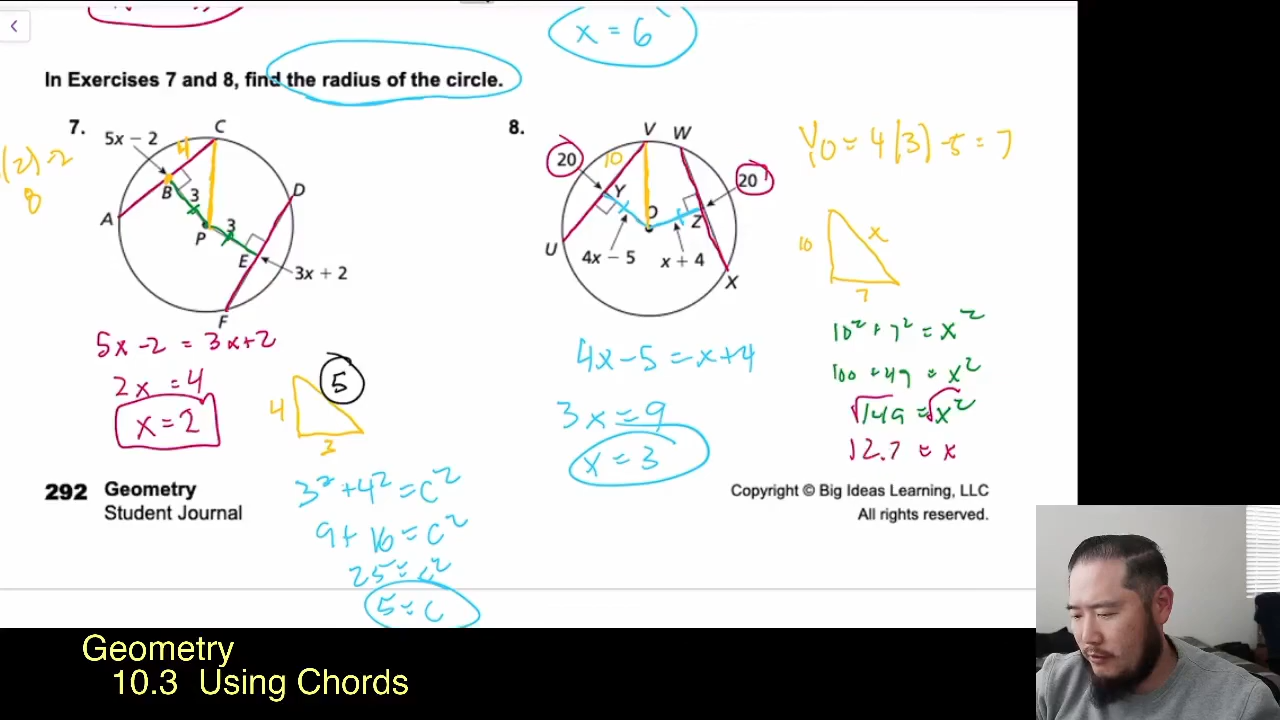 x = 6
In Exercises 7 and 8, find the radius of the circle.
7.
5x − 2
4
C
B
3
A
D
P
3
E
3x + 2
F
(2)-2
8
5x - 2 = 3x+2
2x = 4
x = 2
4
5
3
3² + 4² = c²
9 + 16 = c²
25 = c²
5 = c
8.
V W
20
10
Y
20
O
Z
U
4x − 5
x + 4
X
4x - 5 = x + 4
3x = 9
x = 3
YO = 4(3) - 5 = 7
10
x
7
10² + 7² = x²
100 + 49 = x²
√149 = √x²
12.2 = x
292 Geometry
Student Journal
Copyright © Big Ideas Learning, LLC
All rights reserved.
Geometry
10.3 Using Chords